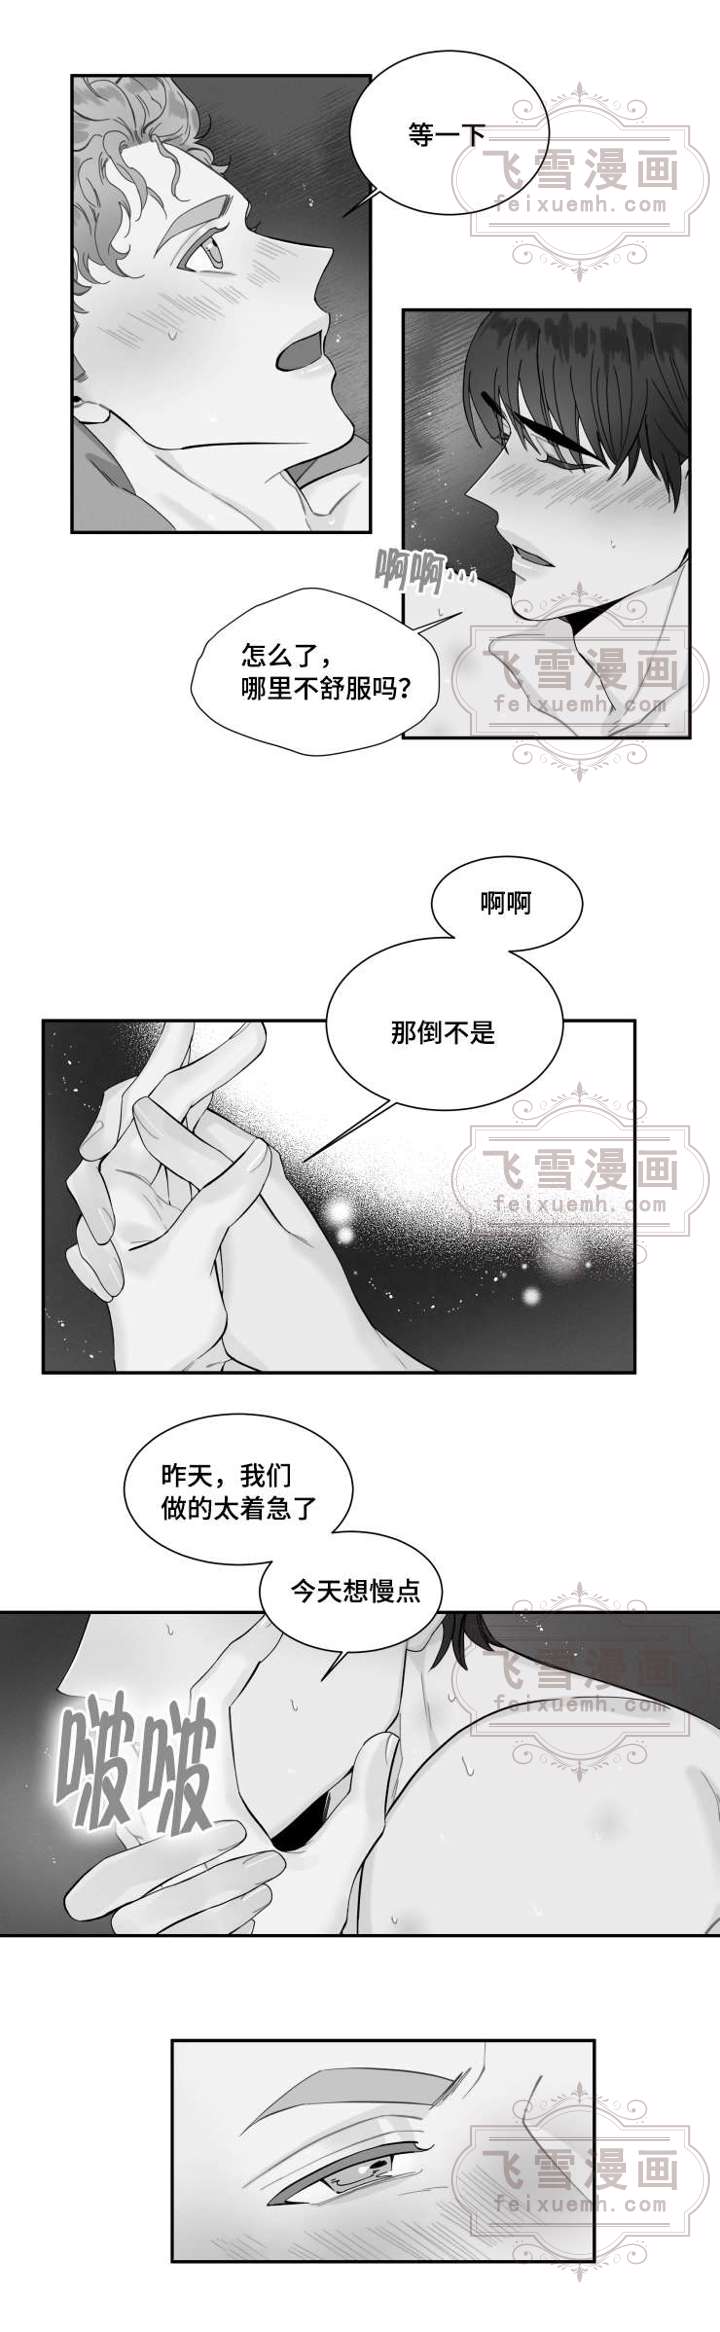 等一下
飞雪漫画
feixuemh.com
啊啊…
怎么了，
哪里不舒服吗？
飞雪漫画
feixuemh.com
啊啊
那倒不是
飞雪漫画
feixuemh.com
昨天，我们
做的太着急了
今天想慢点
飞雪漫画
feixuemh.com
啵啵
飞雪漫画
feixuemh.com